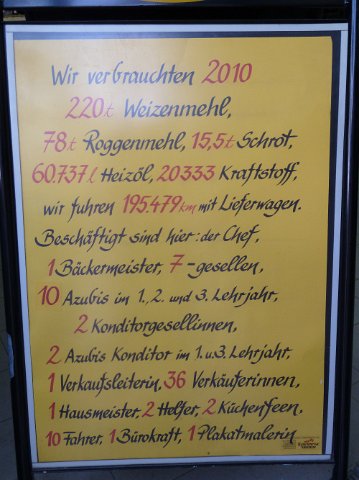 Wir verbrauchten 2010
220t Weizenmehl,
78t Roggenmehl, 15,5t Schrot,
60.737l Heizöl, 20333 Kraftstoff,
wir fuhren 195.479km mit Lieferwagen.
Beschäftigt sind hier: der Chef,
1 Bäckermeister, 7-gesellen,
10 Azubis im 1., 2. und 3. Lehrjahr,
2 Konditorgesellinnen,
2 Azubis Konditor im 1. u. 3. Lehrjahr,
1 Verkaufsleiterin, 36 Verkäuferinnen,
1 Hausmeister, 2 Helfer, 2 Küchenfeen.
10 Fahrer, 1 Bürokraft, 1 Plakatmalerin